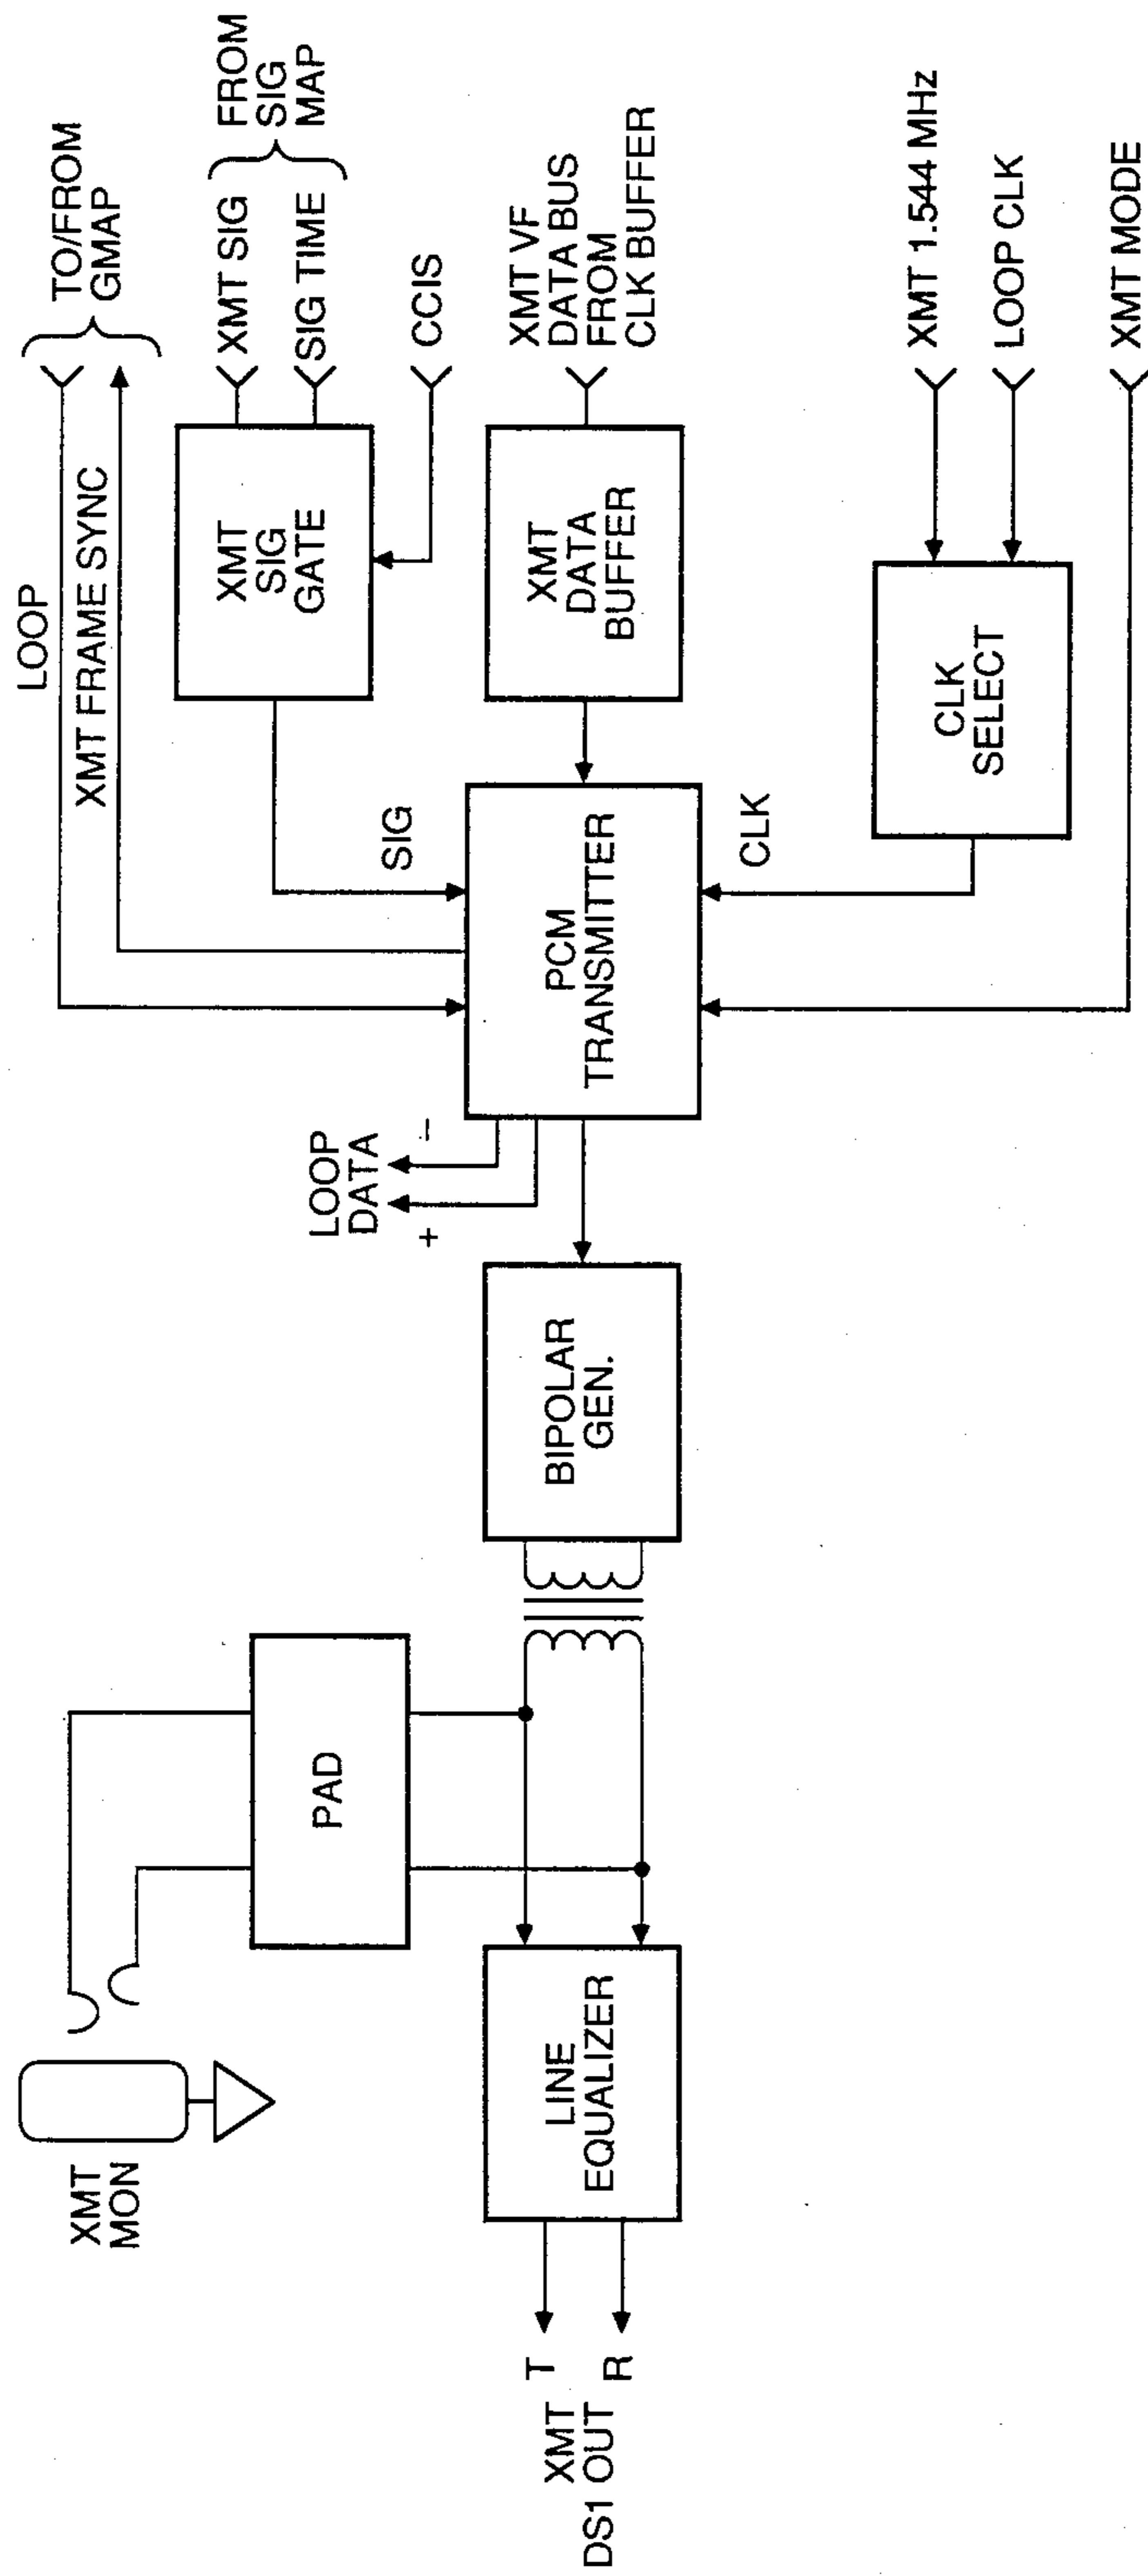 XMT
MON
PAD
XMT
DS1 OUT
T
R
LINE
EQUALIZER
BIPOLAR
GEN.
LOOP
DATA
+
-
PCM
TRANSMITTER
LOOP
XMT FRAME SYNC
TO/FROM
GMAP
SIG
XMT
SIG
GATE
XMT SIG
SIG TIME
FROM
SIG
MAP
CCIS
XMT
DATA
BUFFER
XMT VF
DATA BUS
FROM
CLK BUFFER
CLK
CLK
SELECT
XMT 1.544 MHz
LOOP CLK
XMT MODE